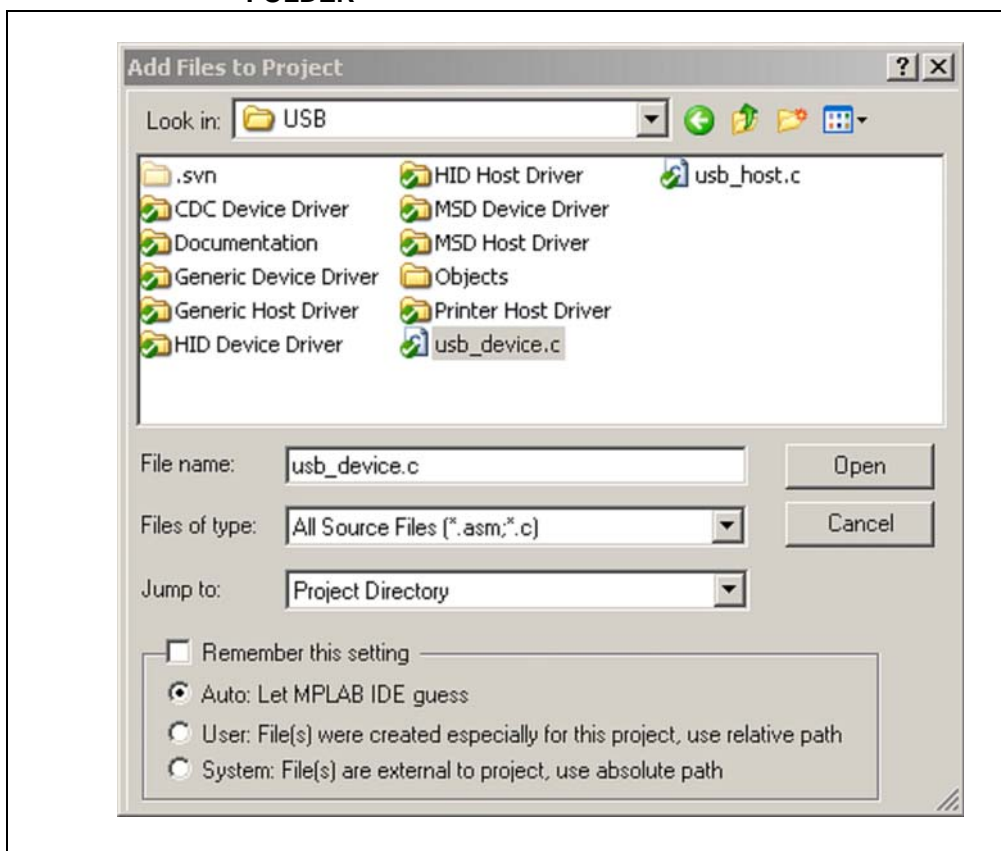 FOLDER
Add Files to Project
Look in: USB
.svn
CDC Device Driver
Documentation
Generic Device Driver
Generic Host Driver
HID Device Driver
HID Host Driver
MSD Device Driver
MSD Host Driver
Objects
Printer Host Driver
usb_device.c
usb_host.c
File name: usb_device.c Open
Files of type: All Source Files (*.asm;*.c) Cancel
Jump to: Project Directory
Remember this setting
Auto: Let MPLAB IDE guess
User: File(s) were created especially for this project, use relative path
System: File(s) are external to project, use absolute path